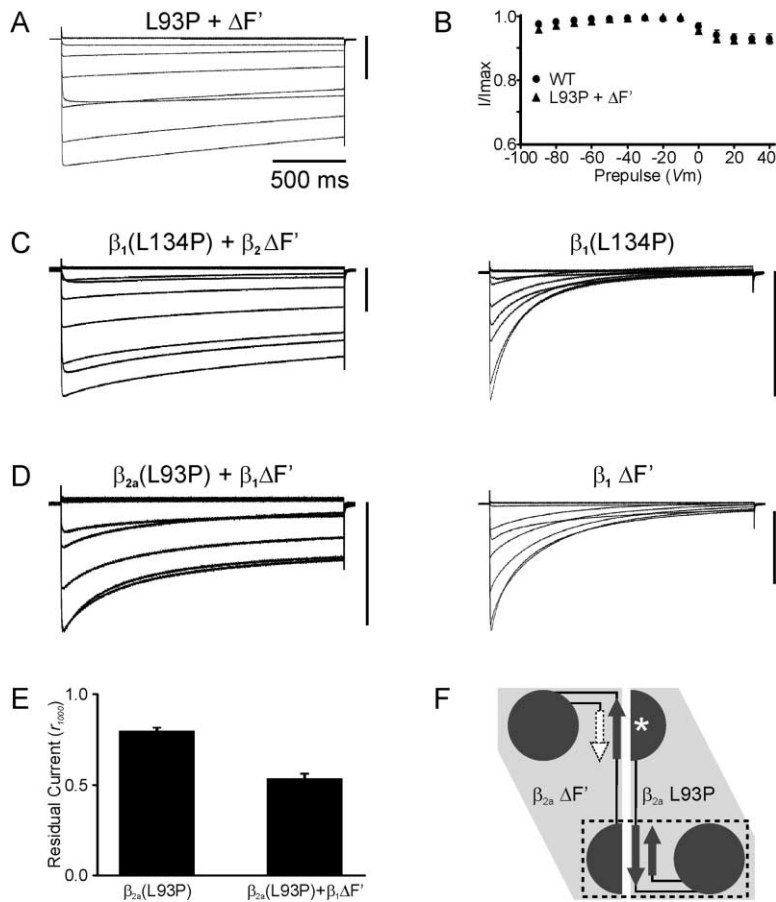 A
L93P + ΔF’
500 ms
B
I/Imax
1.0
0.8
0.6
WT
L93P + ΔF’
-100 -80 -60 -40 -20 0 20 40
Prepulse (Vm)
C
β1(L134P) + β2 ΔF’
β1(L134P)
D
β2a(L93P) + β1ΔF’
β1 ΔF’
E
Residual Current (r1000)
1.0
0.5
0.0
β2a(L93P)
β2a(L93P)+β1ΔF’
F
*
β2a ΔF’
β2a L93P